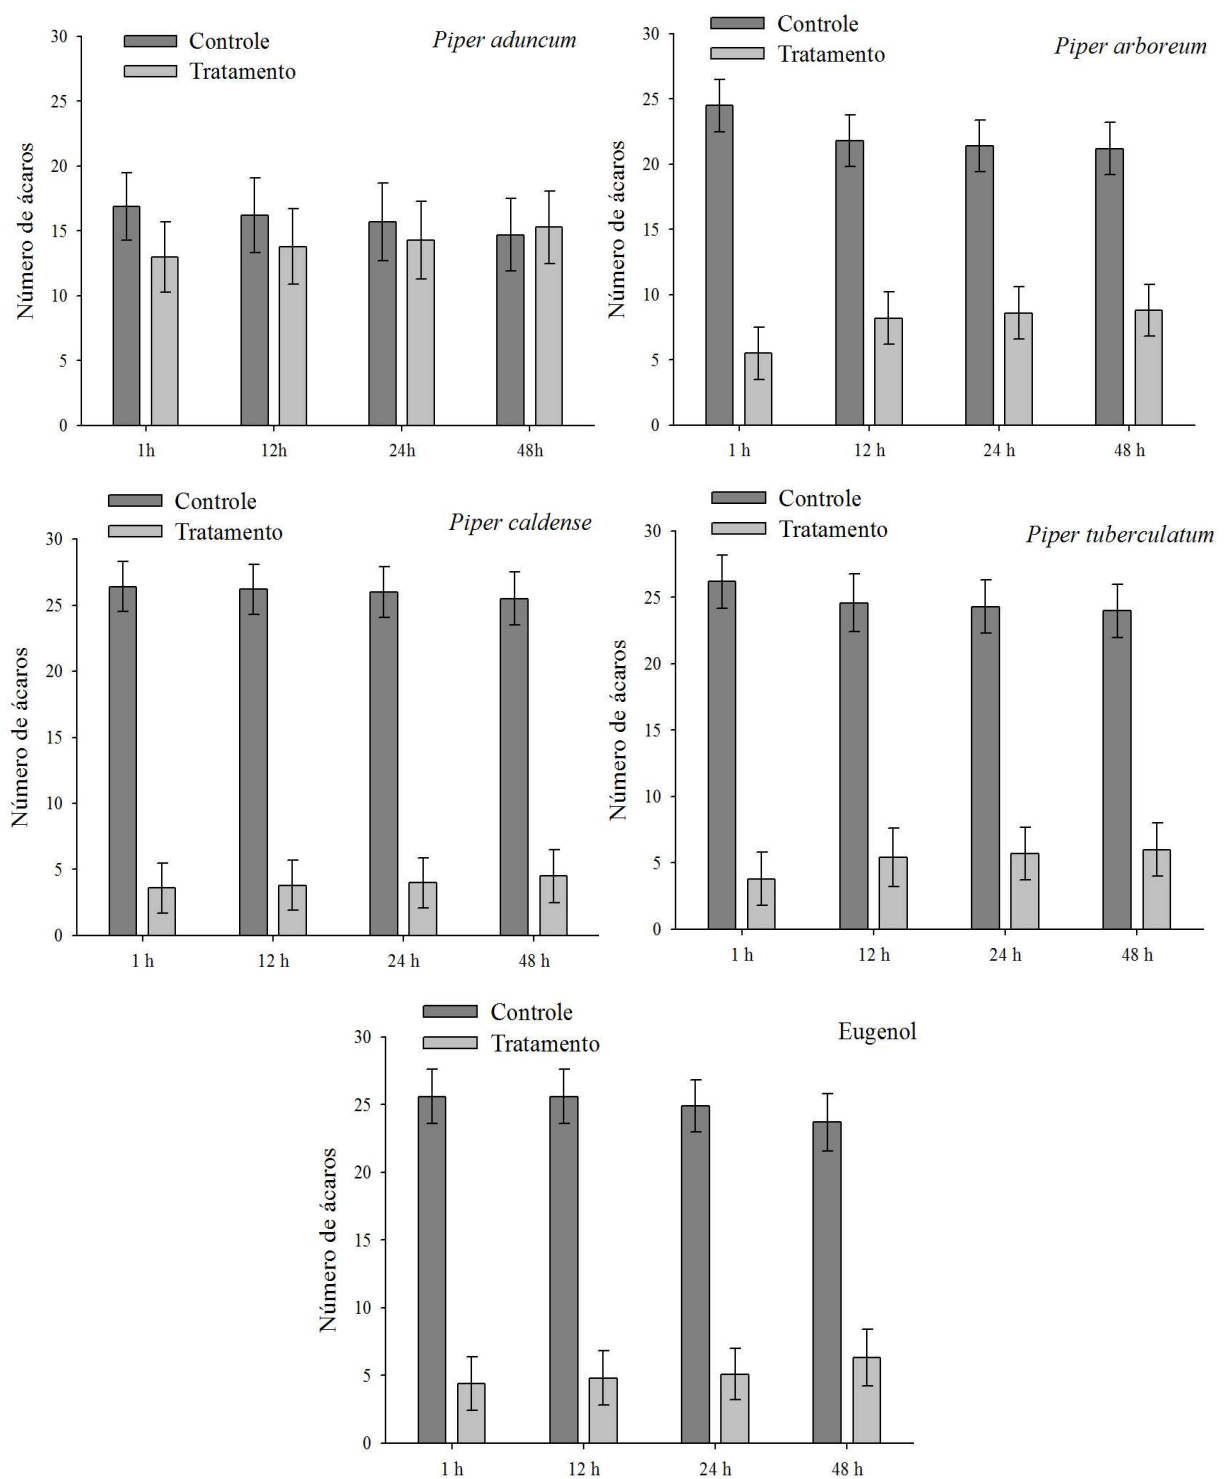 Controle
Tratamento
Piper aduncum
Número de ácaros
30
25
20
15
10
5
0
1h
12h
24h
48h
Controle
Tratamento
Piper arboreum
Número de ácaros
30
25
20
15
10
5
0
1 h
12 h
24 h
48 h
Controle
Tratamento
Piper caldense
Número de ácaros
30
25
20
15
10
5
0
1 h
12 h
24 h
48 h
Controle
Tratamento
Piper tuberculatum
Número de ácaros
30
25
20
15
10
5
0
1 h
12 h
24 h
48 h
Controle
Tratamento
Eugenol
Número de ácaros
30
25
20
15
10
5
0
1 h
12 h
24 h
48 h